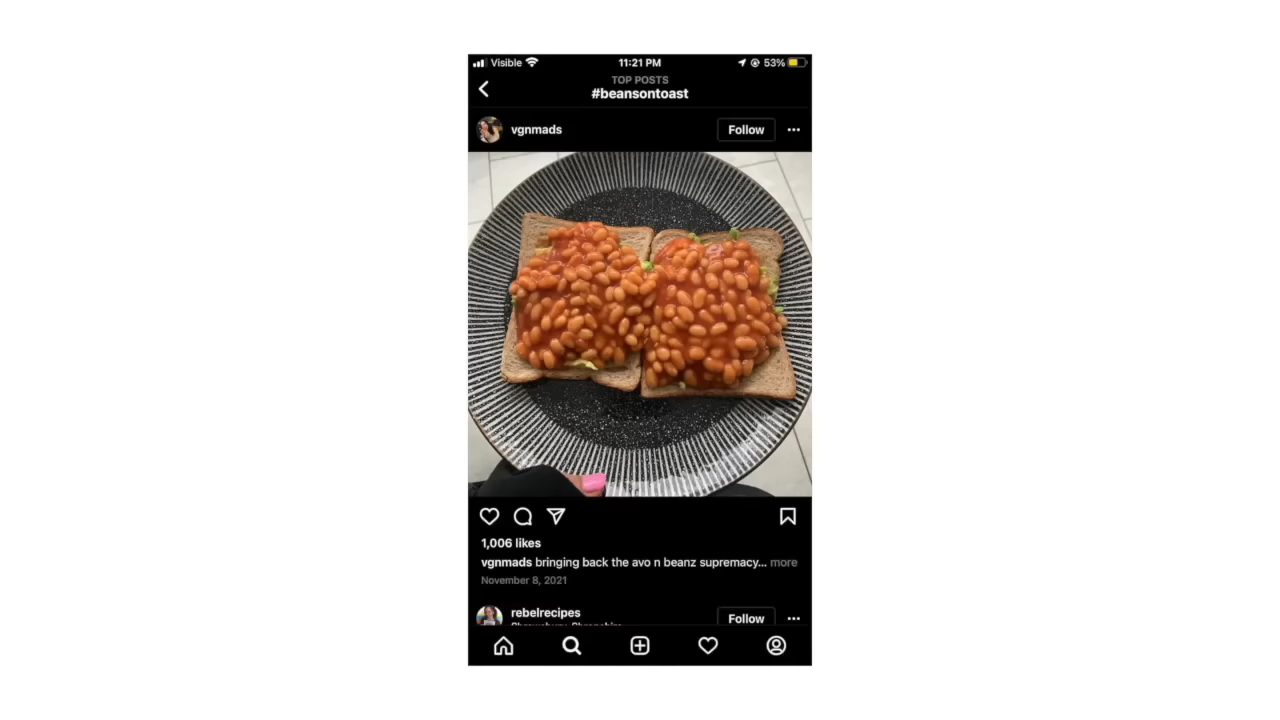 Visible 11:21 PM 53%
TOP POSTS
#beansontoast
vgnmads Follow
1,006 likes
vgnmads bringing back the avo n beanz supremacy... more
November 8, 2021
rebelrecipes Follow